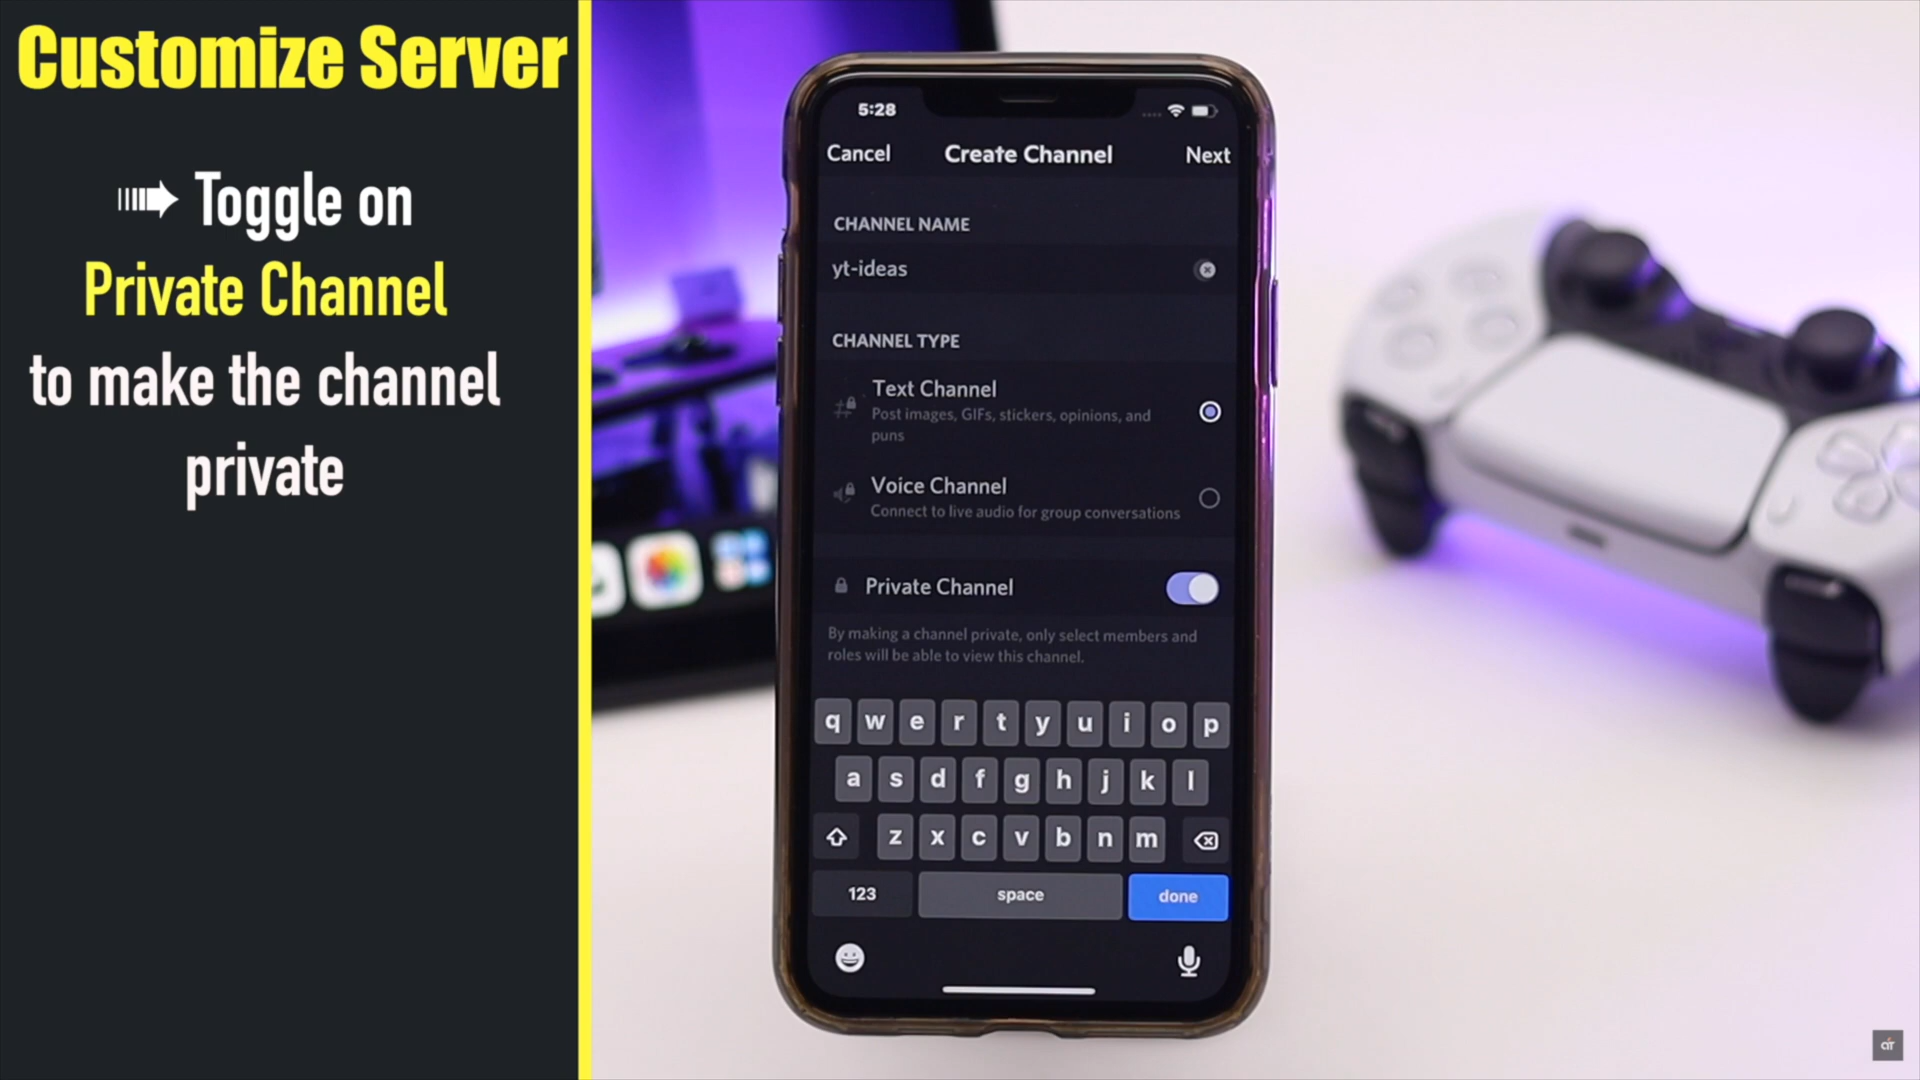 Customize Server
Toggle on
Private Channel
to make the channel
private
5:28
Cancel Create Channel Next
CHANNEL NAME
yt-ideas
CHANNEL TYPE
Text Channel
Post images, GIFs, stickers, opinions, and
puns
Voice Channel
Connect to live audio for group conversations
Private Channel
By making a channel private, only select members and
roles will be able to view this channel.
q w e r t y u i o p
a s d f g h j k l
z x c v b n m
123 space done